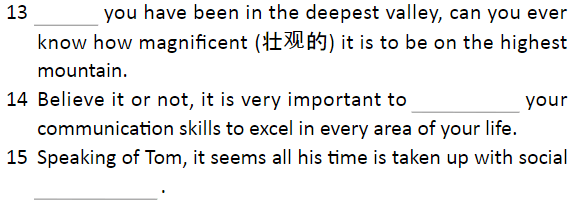 13 ________ you have been in the deepest valley, can you ever
know how magnificent (壮观的) it is to be on the highest
mountain.
14 Believe it or not, it is very important to ____________ your
communication skills to excel in every area of your life.
15 Speaking of Tom, it seems all his time is taken up with social
______________ .